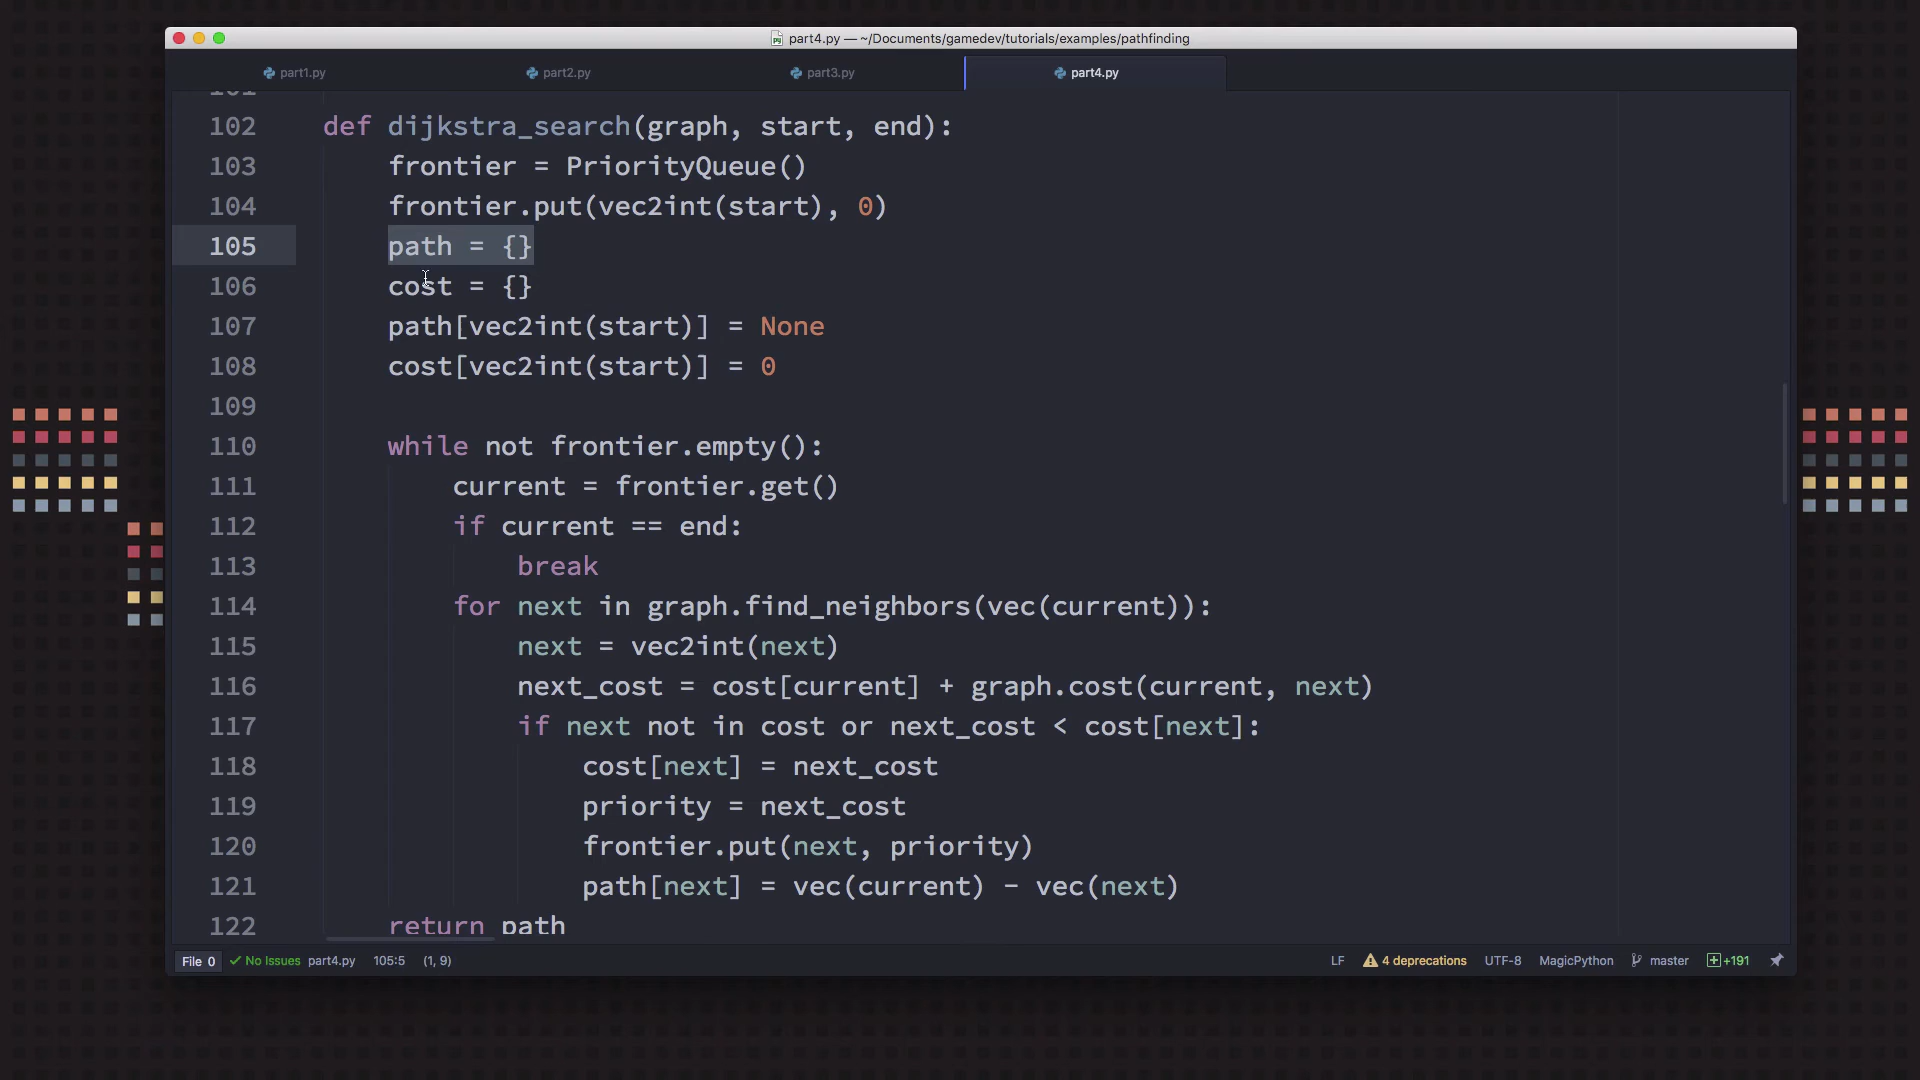 part4.py — ~/Documents/gamedev/tutorials/examples/pathfinding
part1.py part2.py part3.py part4.py
101
102 def dijkstra_search(graph, start, end):
103 frontier = PriorityQueue()
104 frontier.put(vec2int(start), 0)
105 path = {}
106 cost = {}
107 path[vec2int(start)] = None
108 cost[vec2int(start)] = 0
109
110 while not frontier.empty():
111 current = frontier.get()
112 if current == end:
113 break
114 for next in graph.find_neighbors(vec(current)):
115 next = vec2int(next)
116 next_cost = cost[current] + graph.cost(current, next)
117 if next not in cost or next_cost < cost[next]:
118 cost[next] = next_cost
119 priority = next_cost
120 frontier.put(next, priority)
121 path[next] = vec(current) - vec(next)
122 return path
File 0 No Issues part4.py 105:5 (1, 9) LF 4 deprecations UTF-8 MagicPython master +191